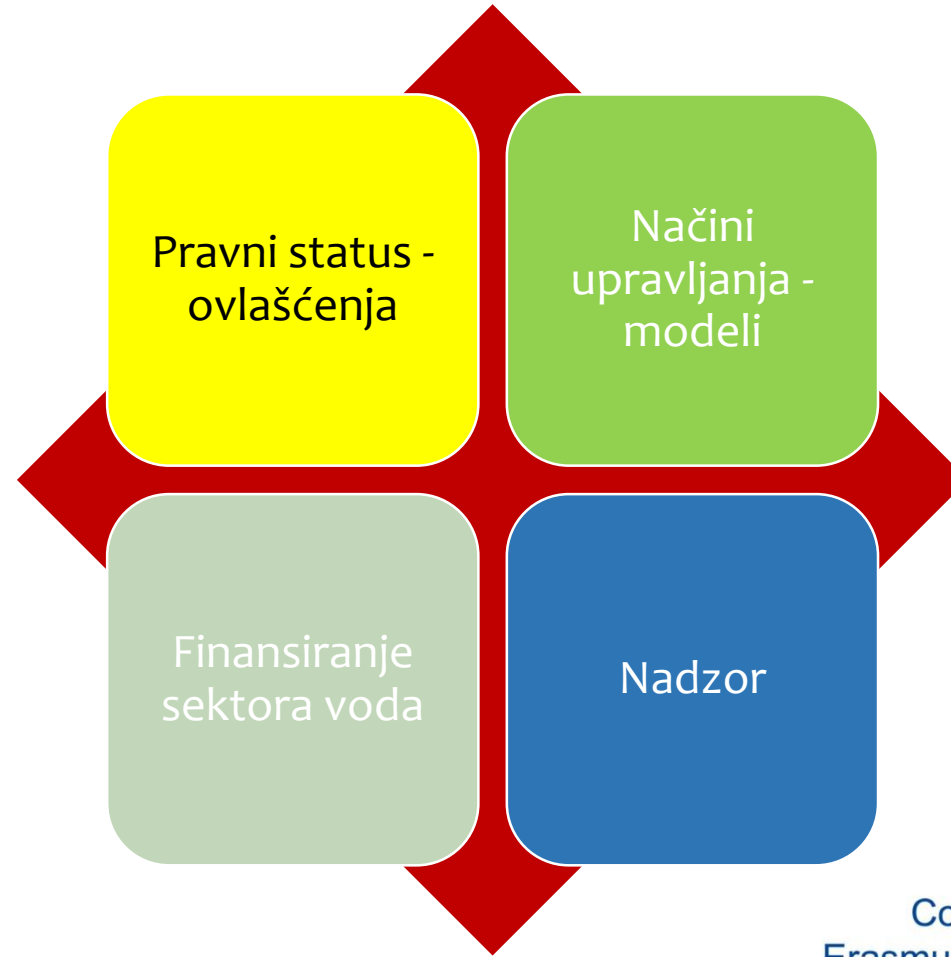 Pravni status -
ovlašćenja
Načini
upravljanja -
modeli
Finansiranje
sektora voda
Nadzor